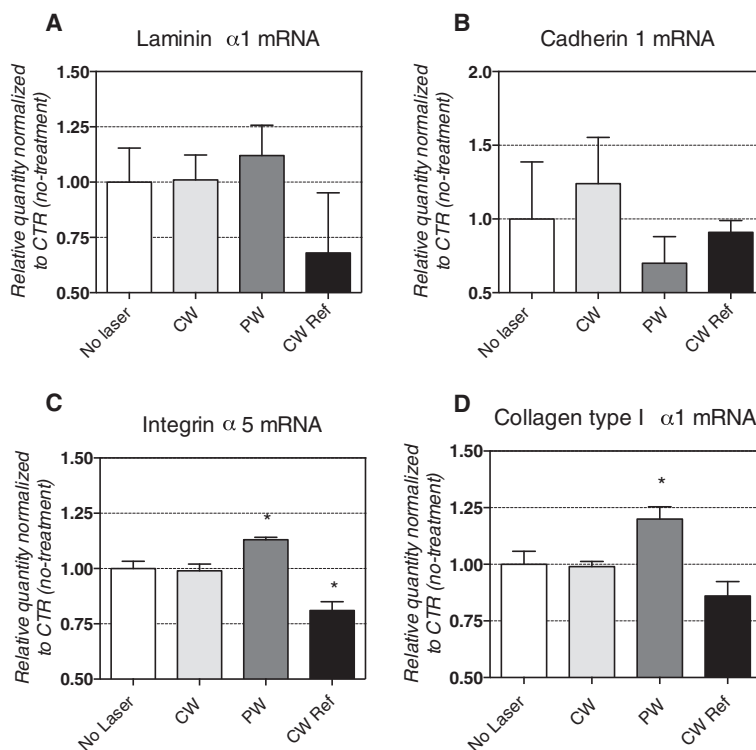 A
Laminin α1 mRNA
Relative quantity normalized
to CTR (no-treatment)
1.50
1.25
1.00
0.75
0.50
No laser
CW
PW
CW Ref
B
Cadherin 1 mRNA
Relative quantity normalized
to CTR (no-treatment)
2.0
1.5
1.0
0.5
No laser
CW
PW
CW Ref
C
Integrin α 5 mRNA
Relative quantity normalized
to CTR (no-treatment)
1.50
1.25
1.00
0.75
0.50
*
*
No Laser
CW
PW
CW Ref
D
Collagen type I α1 mRNA
Relative quantity normalized
to CTR (no-treatment)
1.50
1.25
1.00
0.75
0.50
*
No Laser
CW
PW
CW Ref